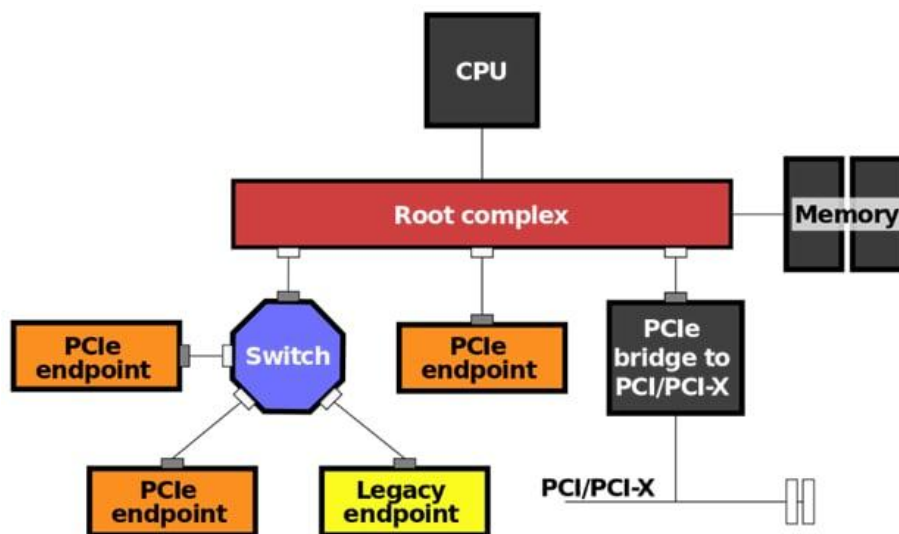 CPU
Root complex
Memory
PCIe
endpoint
Switch
PCIe
endpoint
PCIe
bridge to
PCI/PCI-X
PCIe
endpoint
Legacy
endpoint
PCI/PCI-X